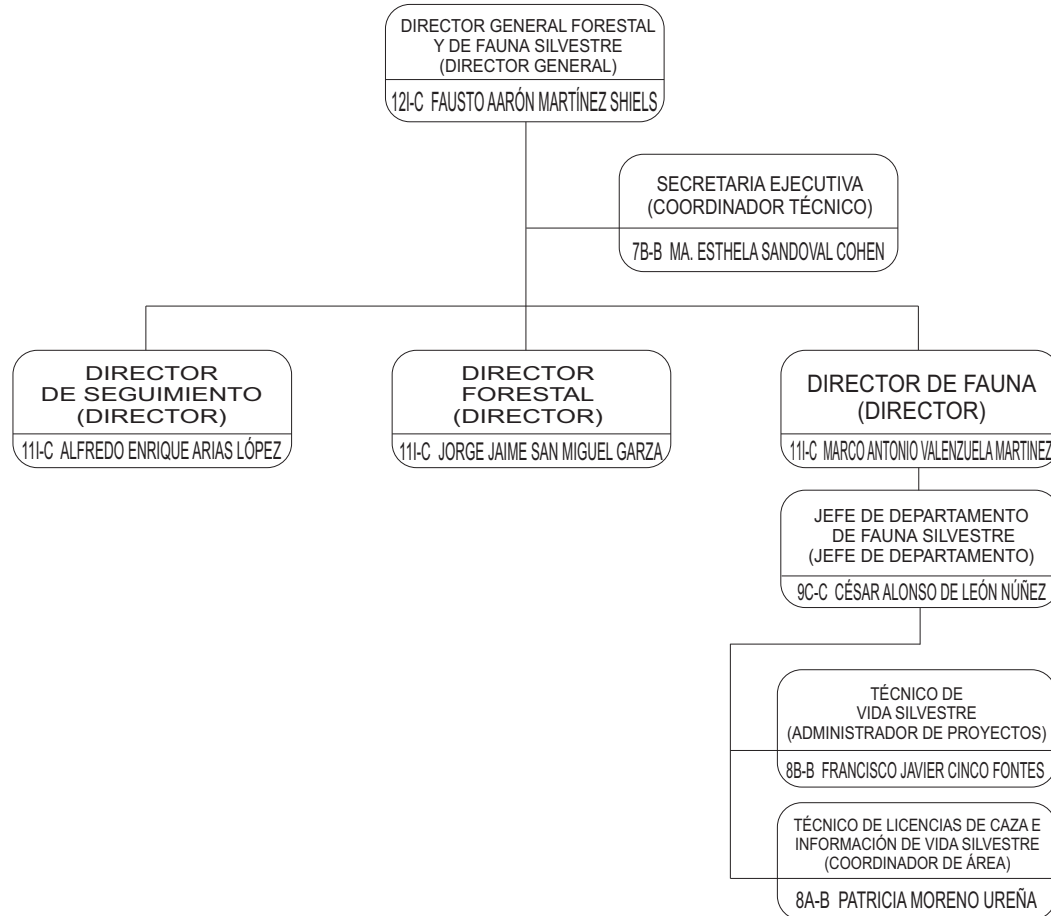 DIRECTOR GENERAL FORESTAL
Y DE FAUNA SILVESTRE
(DIRECTOR GENERAL)
12I-C FAUSTO AARÓN MARTÍNEZ SHIELS
SECRETARIA EJECUTIVA
(COORDINADOR TÉCNICO)
7B-B MA. ESTHELA SANDOVAL COHEN
DIRECTOR
DE SEGUIMIENTO
(DIRECTOR)
11I-C ALFREDO ENRIQUE ARIAS LÓPEZ
DIRECTOR
FORESTAL
(DIRECTOR)
11I-C JORGE JAIME SAN MIGUEL GARZA
DIRECTOR DE FAUNA
(DIRECTOR)
11I-C MARCO ANTONIO VALENZUELA MARTINEZ
JEFE DE DEPARTAMENTO
DE FAUNA SILVESTRE
(JEFE DE DEPARTAMENTO)
9C-C CÉSAR ALONSO DE LEÓN NÚÑEZ
TÉCNICO DE
VIDA SILVESTRE
(ADMINISTRADOR DE PROYECTOS)
8B-B FRANCISCO JAVIER CINCO FONTES
TÉCNICO DE LICENCIAS DE CAZA E
INFORMACIÓN DE VIDA SILVESTRE
(COORDINADOR DE ÁREA)
8A-B PATRICIA MORENO UREÑA